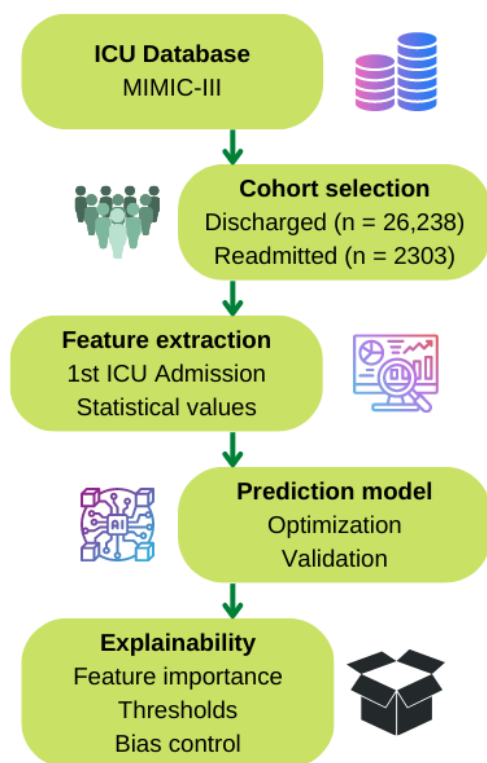 ICU Database
MIMIC-III
Cohort selection
Discharged (n = 26,238)
Readmitted (n = 2303)
Feature extraction
1st ICU Admission
Statistical values
AI
Prediction model
Optimization
Validation
Explainability
Feature importance
Thresholds
Bias control